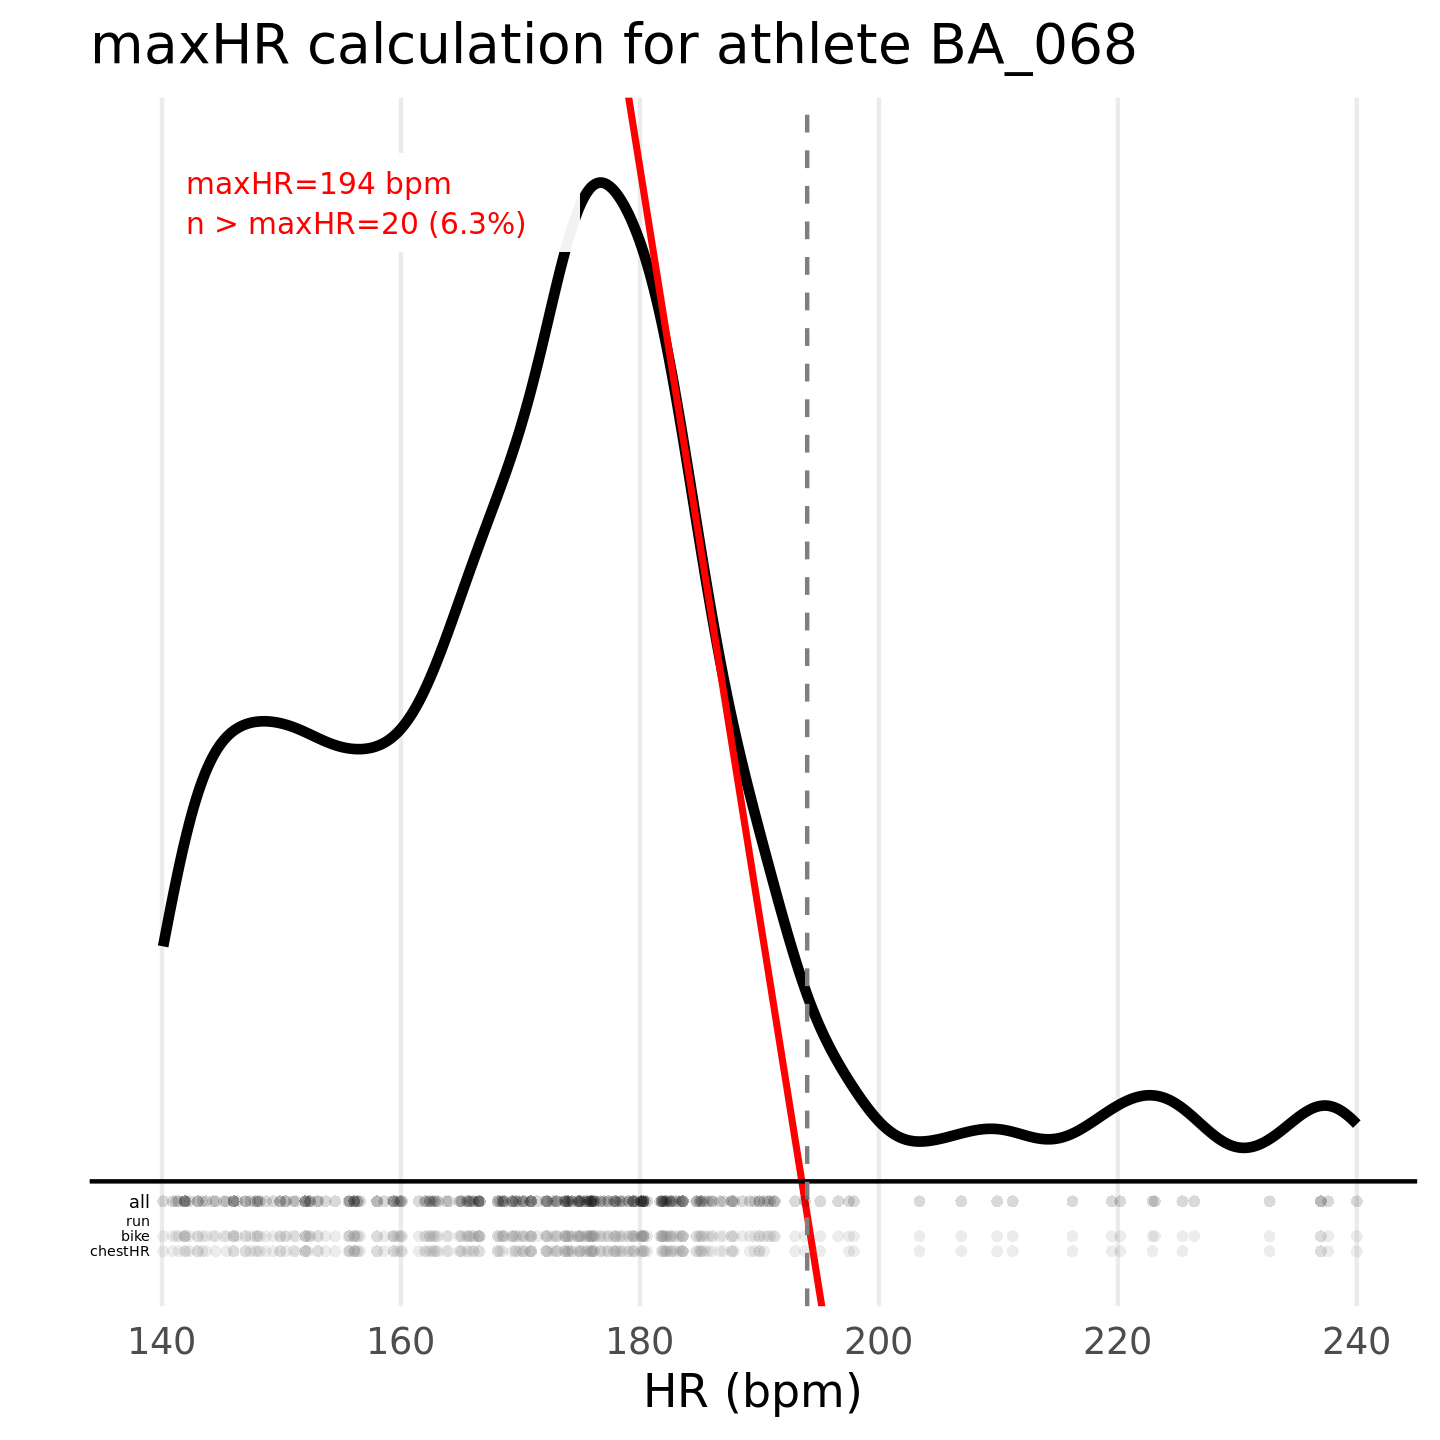 maxHR calculation for athlete BA_068
maxHR=194 bpm
n > maxHR=20 (6.3%)
all
run
bike
chestHR
140 160 180 200 220 240
HR (bpm)